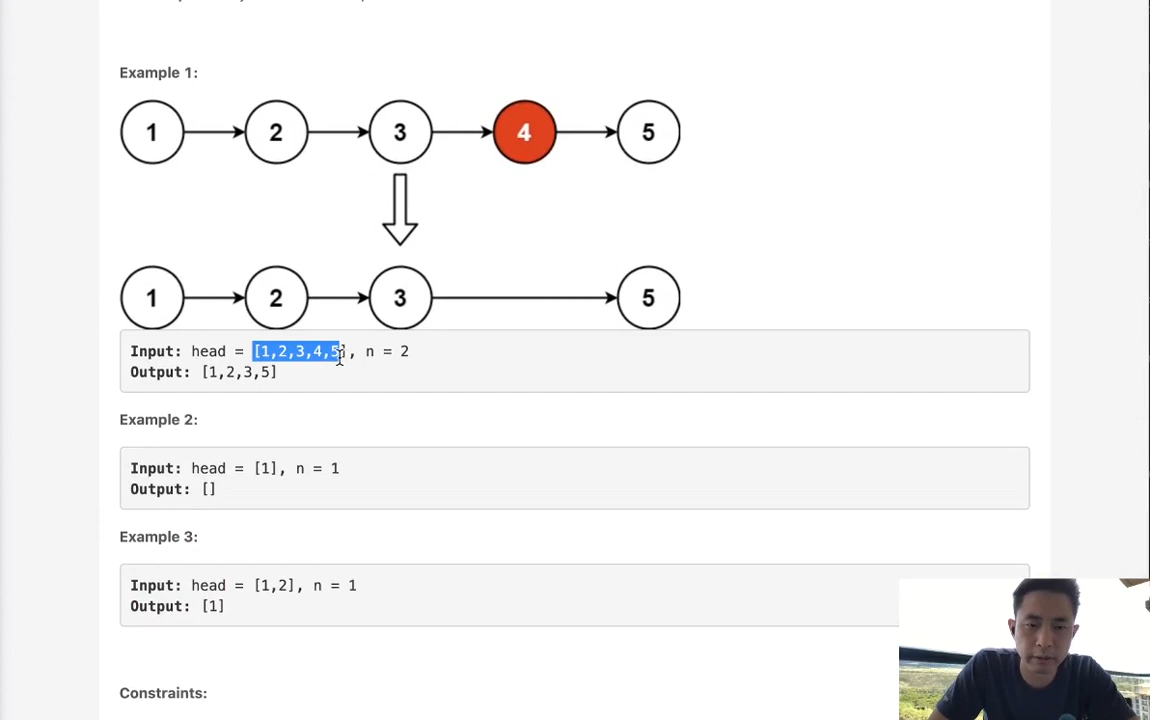 Example 1:
1 2 3 4 5
1 2 3 5
Input: head = [1,2,3,4,5], n = 2
Output: [1,2,3,5]
Example 2:
Input: head = [1], n = 1
Output: []
Example 3:
Input: head = [1,2], n = 1
Output: [1]
Constraints: